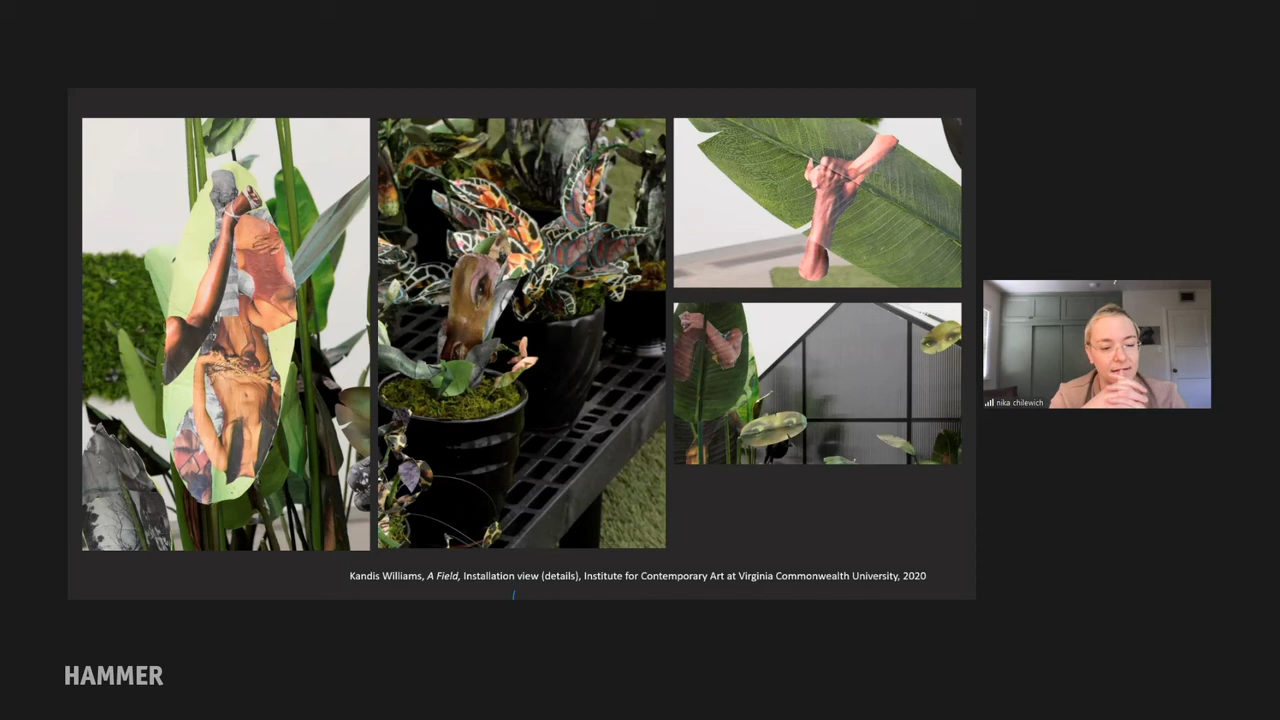 nika chilewich
Kandis Williams, A Field, Installation view (details), Institute for Contemporary Art at Virginia Commonwealth University, 2020
HAMMER